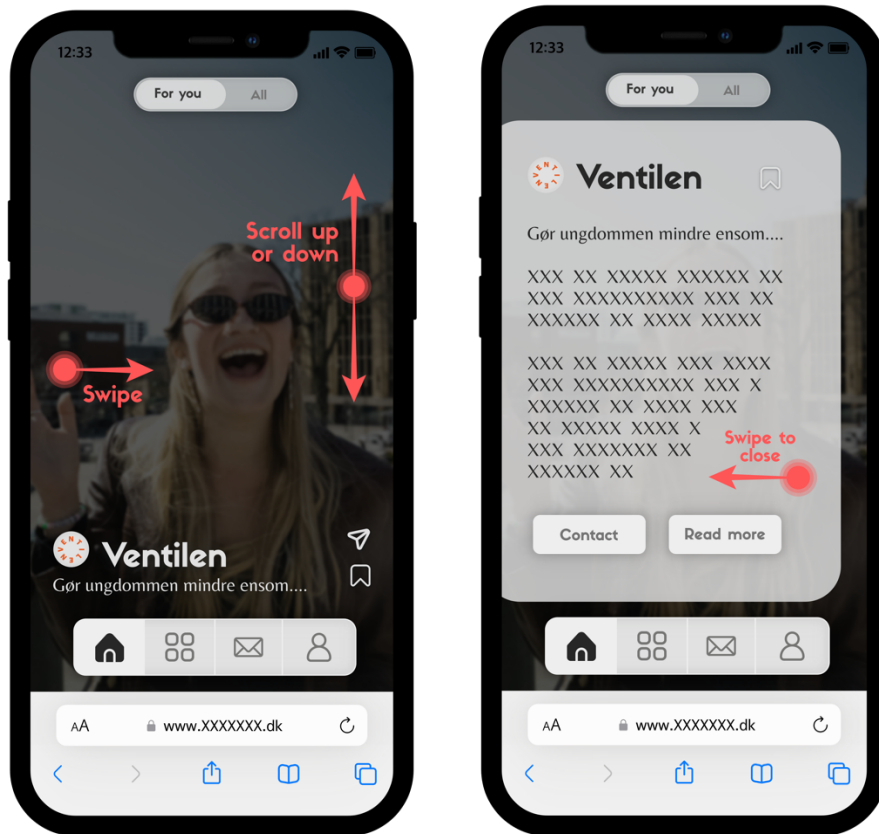 12:33
For you
All
Scroll up
or down
Swipe
VENTILEN
Ventilen
Gør ungdommen mindre ensom....
AA
www.XXXXXXX.dk
12:33
For you
All
VENTILEN
Ventilen
Gør ungdommen mindre ensom....
XXX XX XXXXX XXXXXX XX
XXX XXXXXXXXXX XXX XX
XXXXXX XX XXXX XXXXX
XXX XX XXXXX XXX XXXX
XXX XXXXXXXXXX XXX X
XXXXXX XX XXXX XXX
XX XXXXX XXXX X
XXX XXXXXXX XX
XXXXXX XX
Swipe to
close
Contact
Read more
AA
www.XXXXXXX.dk